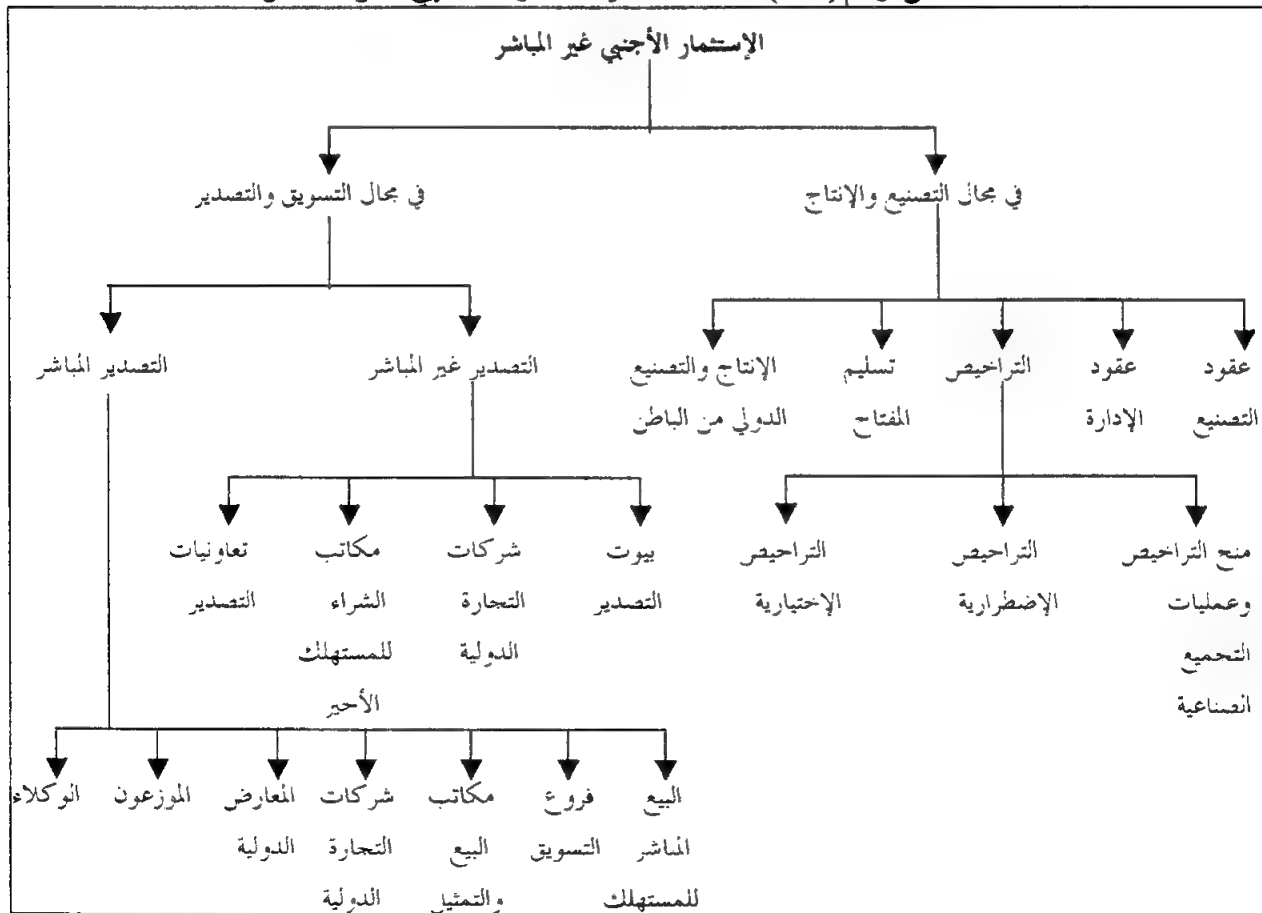 الإستثمار الأجنبي غير المباشر
في مجال التصنيع والإنتاج
في مجال التسويق والتصدير
عقود
التصنيع
عقود
الإدارة
التراخيص
تسليم
المفتاح
الإنتاج والتصنيع
الدولي من الباطن
التصدير غير المباشر
التصدير المباشر
منح التراخيص
وعمليات
التجميع
الصناعية
التراخيص
الإضطرارية
التراخيص
الإختيارية
بيوت
التصدير
شركات
التجارة
الدولية
مكاتب
الشراء
للمستهلك
الأخير
تعاونيات
التصدير
البيع
المباشر
للمستهلك
فروع
التسويق
مكاتب
البيع
والتمثيل
شركات
التجارة
الدولية
المعارض
الدولية
الموزعون
الوكلاء